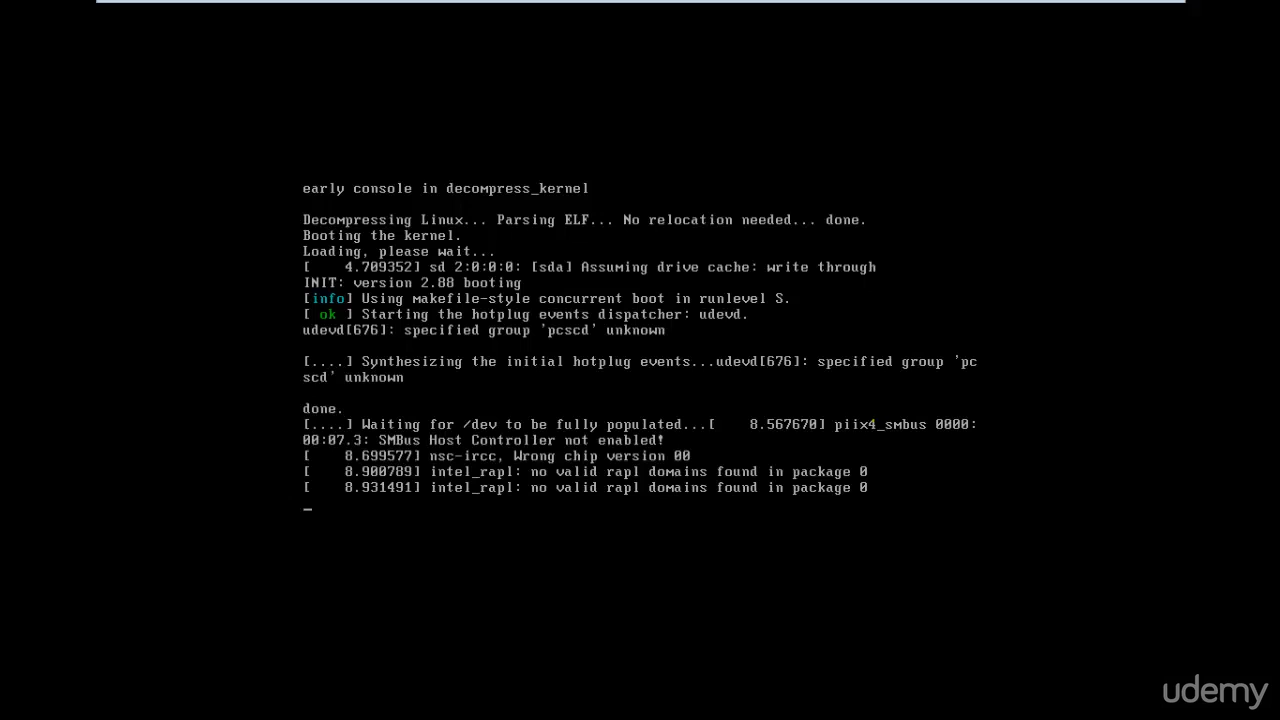 early console in decompress_kernel
Decompressing Linux... Parsing ELF... No relocation needed... done.
Booting the kernel.
Loading, please wait...
[    4.709352] sd 2:0:0:0: [sda] Assuming drive cache: write through
INIT: version 2.88 booting
[info] Using makefile-style concurrent boot in runlevel S.
[ ok ] Starting the hotplug events dispatcher: udevd.
udevd[676]: specified group 'pcscd' unknown
[....] Synthesizing the initial hotplug events...udevd[676]: specified group 'pc
scd' unknown
done.
[....] Waiting for /dev to be fully populated...[    8.567670] piix4_smbus 0000:
00:07.3: SMBus Host Controller not enabled!
[    8.699577] nsc-ircc, Wrong chip version 00
[    8.900789] intel_rapl: no valid rapl domains found in package 0
[    8.931491] intel_rapl: no valid rapl domains found in package 0
_
udemy